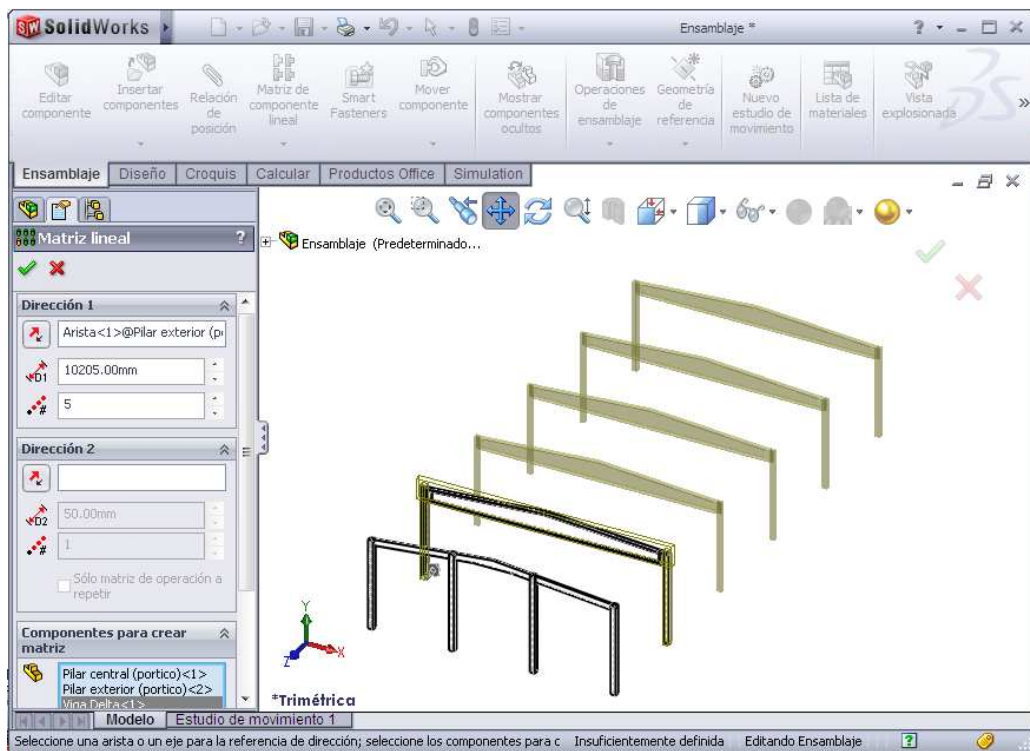 SolidWorks
Ensamblaje *
?
Editar componente
Insertar componentes
Relación de posición
Matriz de componente lineal
Smart Fasteners
Mover componente
Mostrar componentes ocultos
Operaciones de ensamblaje
Geometría de referencia
Nuevo estudio de movimiento
Lista de materiales
Vista explosionada
»
Ensamblaje
Diseño
Croquis
Calcular
Productos Office
Simulation
Matriz lineal
?
Ensamblaje (Predeterminado...
Dirección 1
Arista<1>@Pilar exterior (p
D1
10205.00mm
#
5
Dirección 2
D2
50.00mm
#
1
Sólo matriz de operación a
repetir
Componentes para crear
matriz
Pilar central (portico)<1>
Pilar exterior (portico)<2>
Viga Delta<1>
Y
X
Z
*Trimétrica
Modelo
Estudio de movimiento 1
Seleccione una arista o un eje para la referencia de dirección; seleccione los componentes para c
Insuficientemente definida
Editando Ensamblaje
?